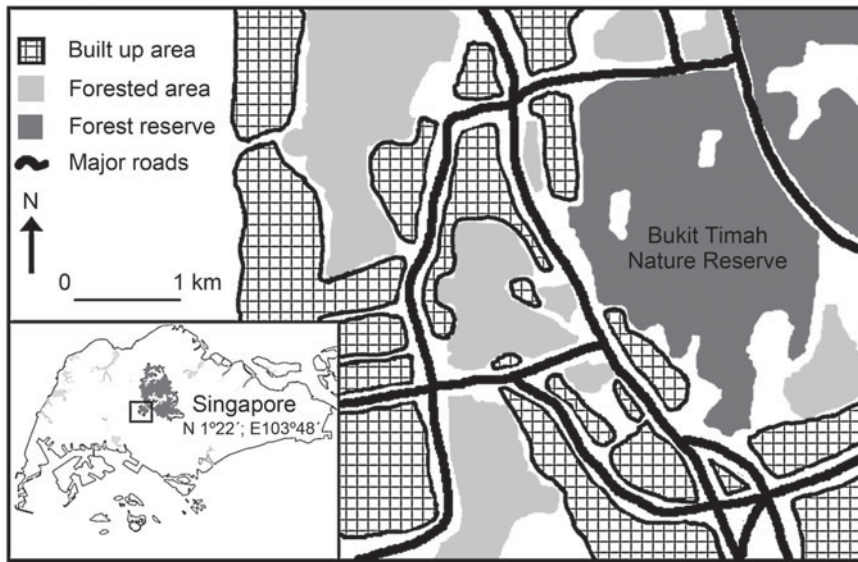 Built up area
Forested area
Forest reserve
Major roads
N
0 1 km
Bukit Timah
Nature Reserve
Singapore
N 1º22´; E103º48´